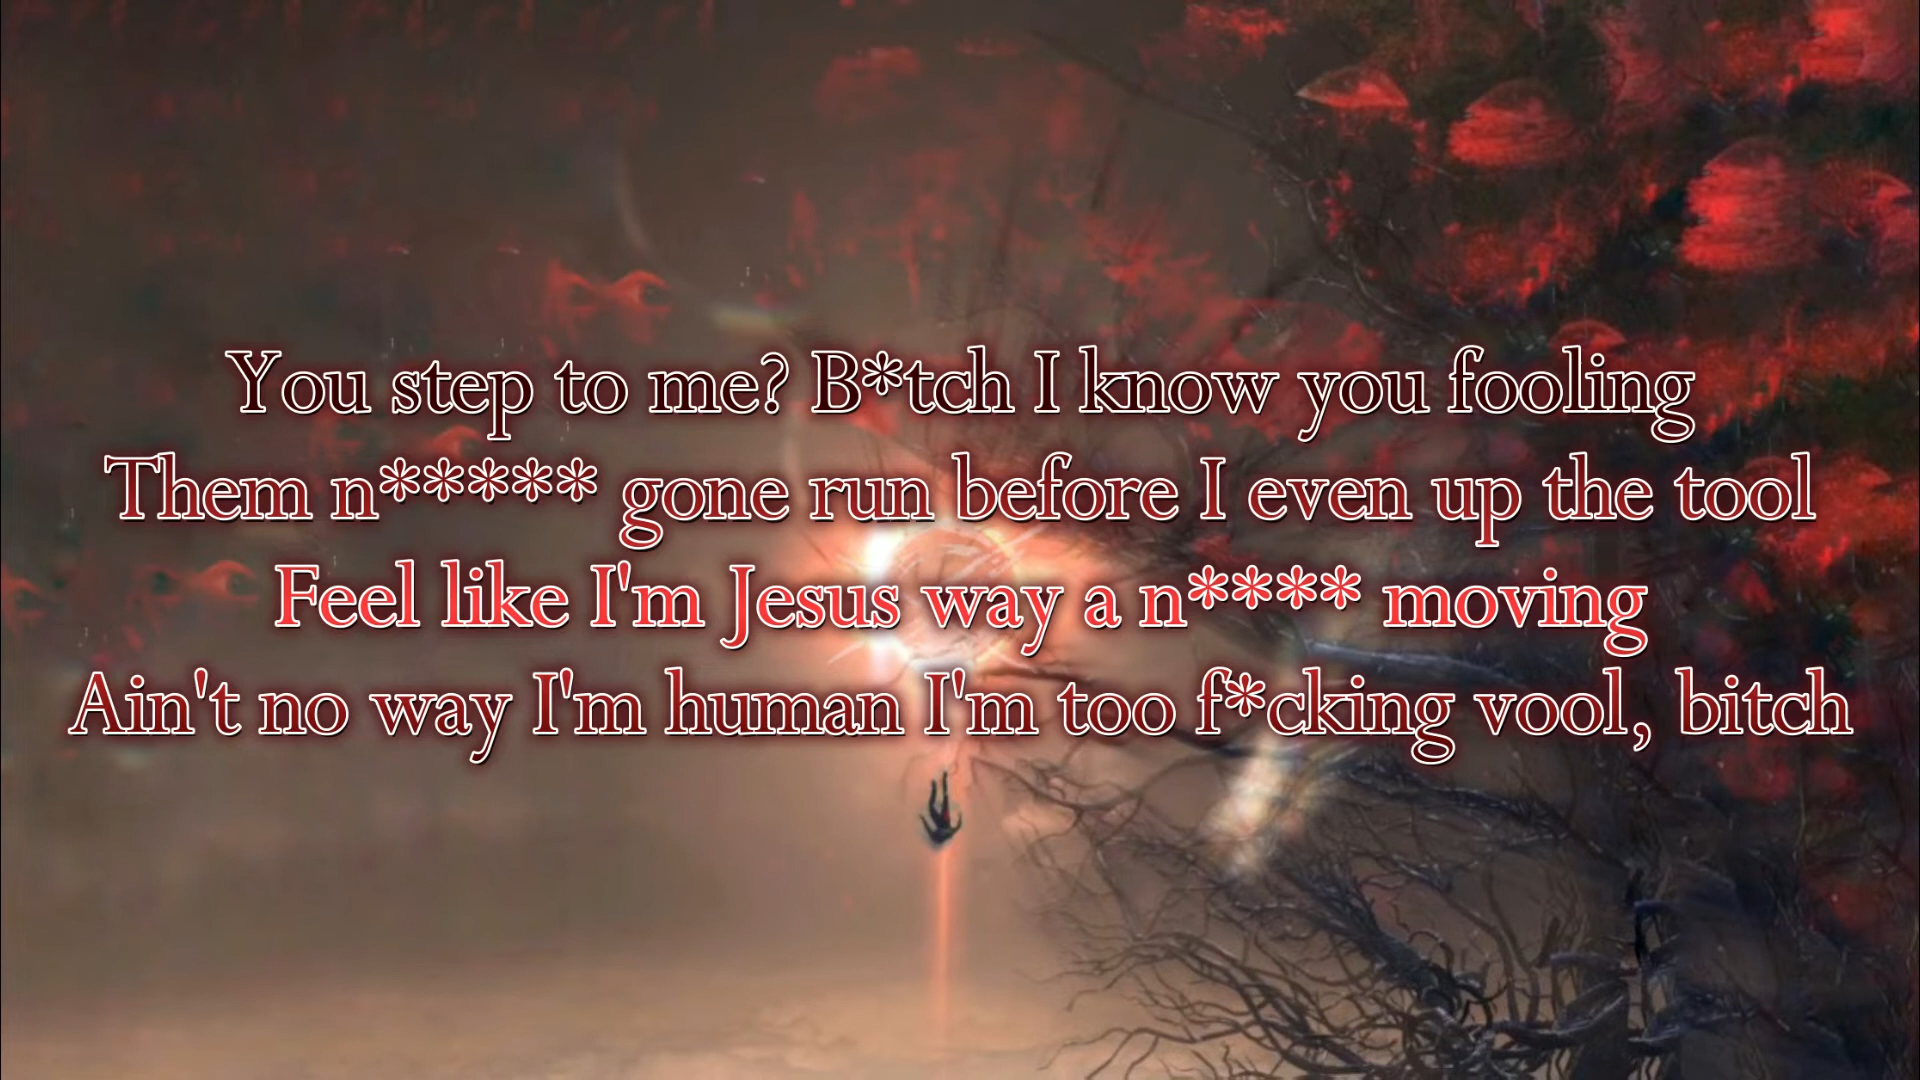 You step to me? B*tch I know you fooling
Them n***** gone run before I even up the tool
Feel like I'm Jesus way a n**** moving
Ain't no way I'm human I'm too f*cking vool, bitch